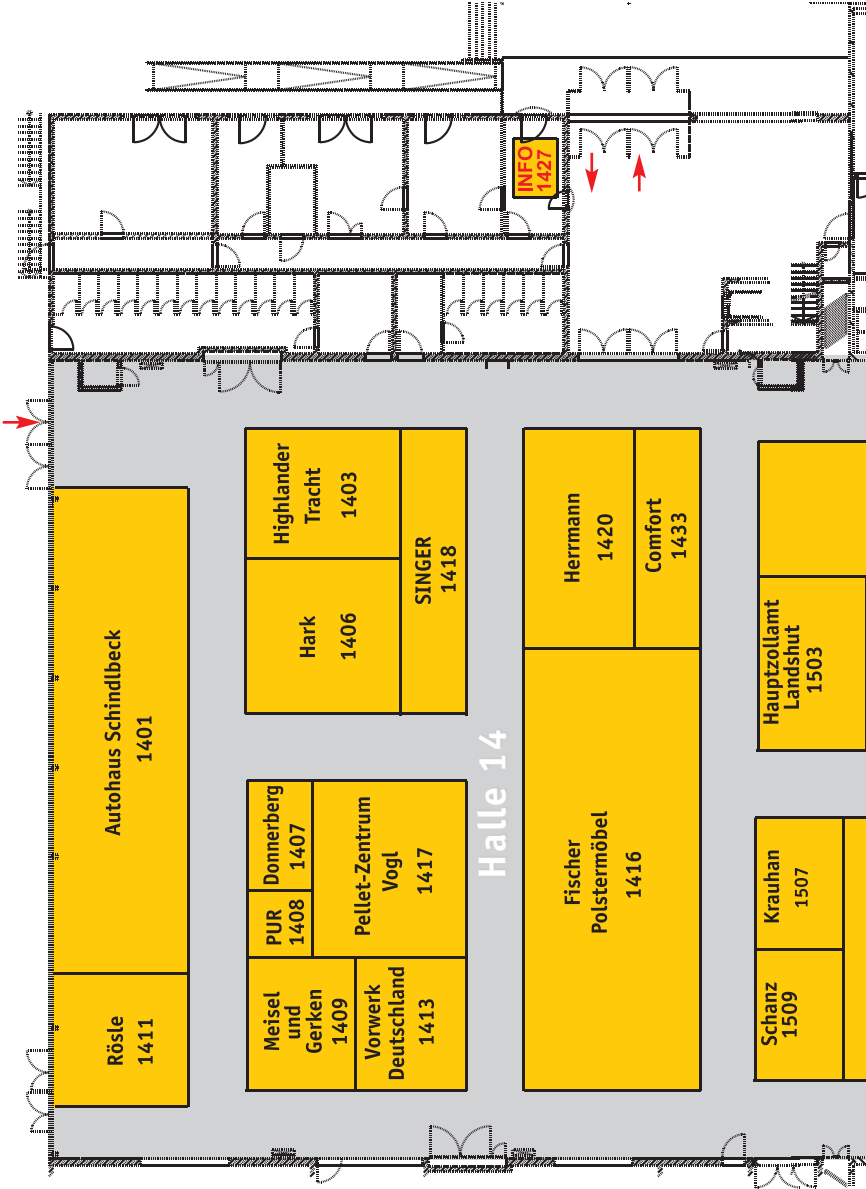 INFO
1427
Autohaus Schindlbeck
1401
Rösle
1411
Highlander
Tracht
1403
Hark
1406
SINGER
1418
Donnerberg
1407
PUR
1408
Pellet-Zentrum
Vogl
1417
Meisel
und
Gerken
1409
Vorwerk
Deutschland
1413
Halle 14
Herrmann
1420
Comfort
1433
Fischer
Polstermöbel
1416
Hauptzollamt
Landshut
1503
Krauhan
1507
Schanz
1509